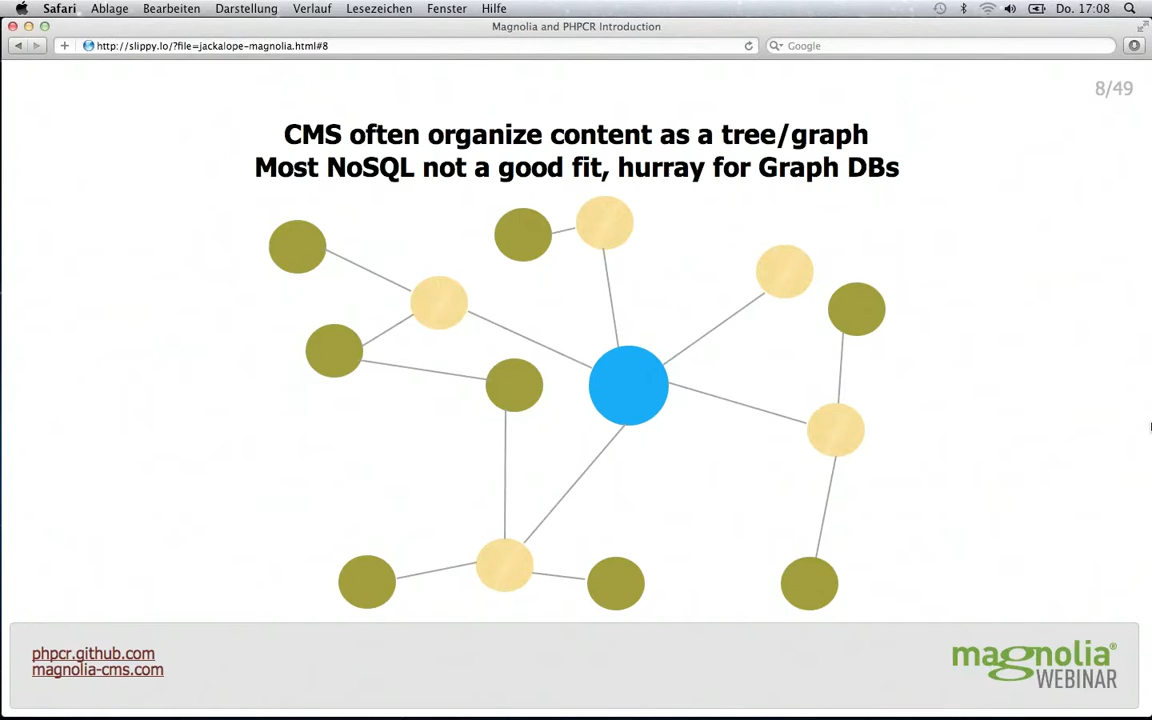 Safari Ablage Bearbeiten Darstellung Verlauf Lesezeichen Fenster Hilfe Do. 17:08
Magnolia and PHPCR Introduction
http://slippy.lo/?file=jackalope-magnolia.html#8 Google
8/49
CMS often organize content as a tree/graph
Most NoSQL not a good fit, hurray for Graph DBs
phpcr.github.com
magnolia-cms.com
magnolia®
WEBINAR